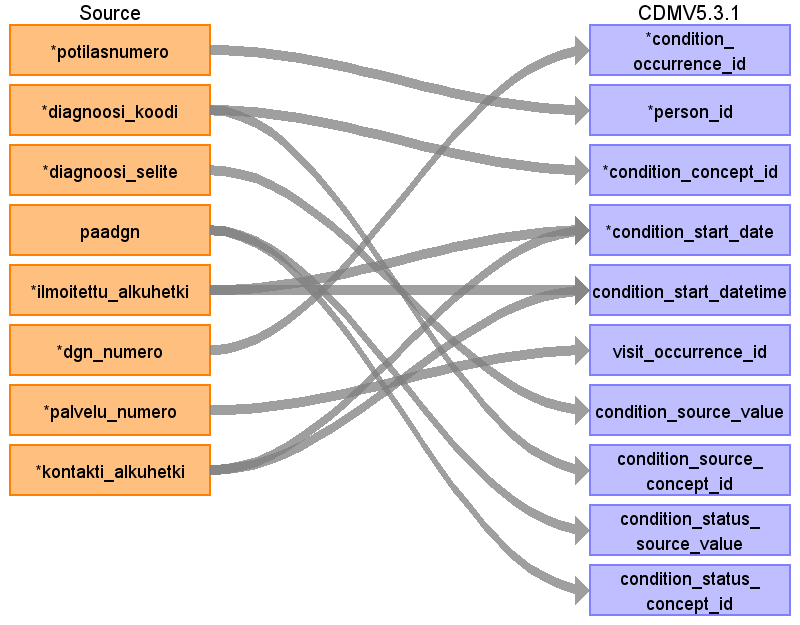 Source
*potilasnumero
*diagnoosi_koodi
*diagnoosi_selite
paadgn
*ilmoitettu_alkuhetki
*dgn_numero
*palvelu_numero
*kontakti_alkuhetki
CDMV5.3.1
*condition_
occurrence_id
*person_id
*condition_concept_id
*condition_start_date
condition_start_datetime
visit_occurrence_id
condition_source_value
condition_source_
concept_id
condition_status_
source_value
condition_status_
concept_id